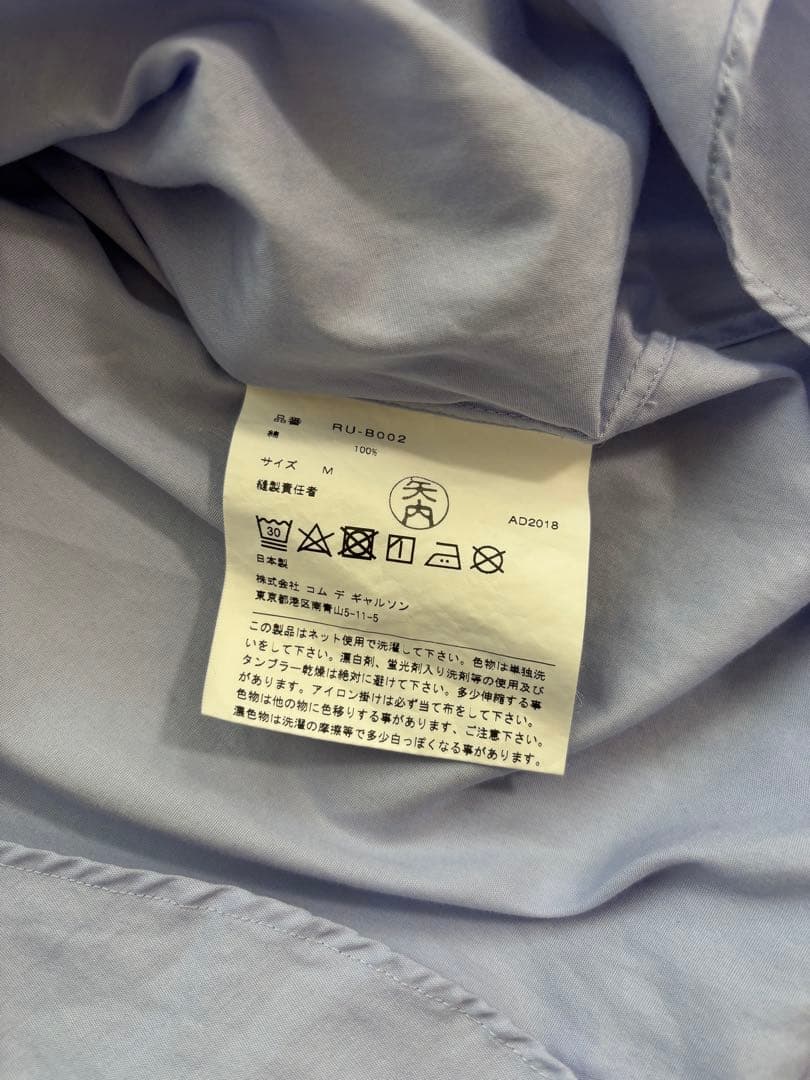 品番 RU-B002
綿 100%
サイズ M
縫製責任者 矢内 AD2018
30
日本製
株式会社 コム デ ギャルソン
東京都港区南青山5-11-5
この製品はネット使用で洗濯して下さい。色物は単独洗
いをして下さい。漂白剤、蛍光剤入り洗剤等の使用及び
タンブラー乾燥は絶対に避けて下さい。多少伸縮する事
があります。アイロン掛けは必ず当て布をして下さい。
色物は他の物に色移りする事があります、ご注意下さい。
濃色物は洗濯の摩擦等で多少白っぽくなる事があります。